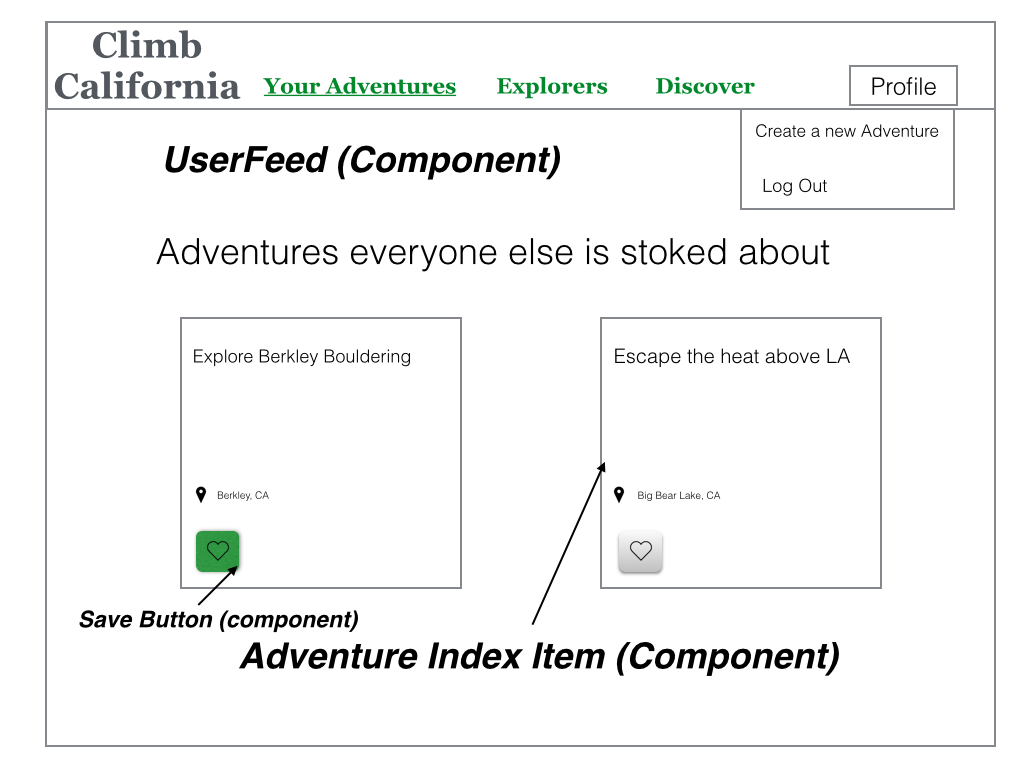 Climb
California
Your Adventures Explorers Discover Profile
Create a new Adventure
Log Out
UserFeed (Component)
Adventures everyone else is stoked about
Explore Berkley Bouldering
Berkley, CA
Escape the heat above LA
Big Bear Lake, CA
Save Button (component)
Adventure Index Item (Component)